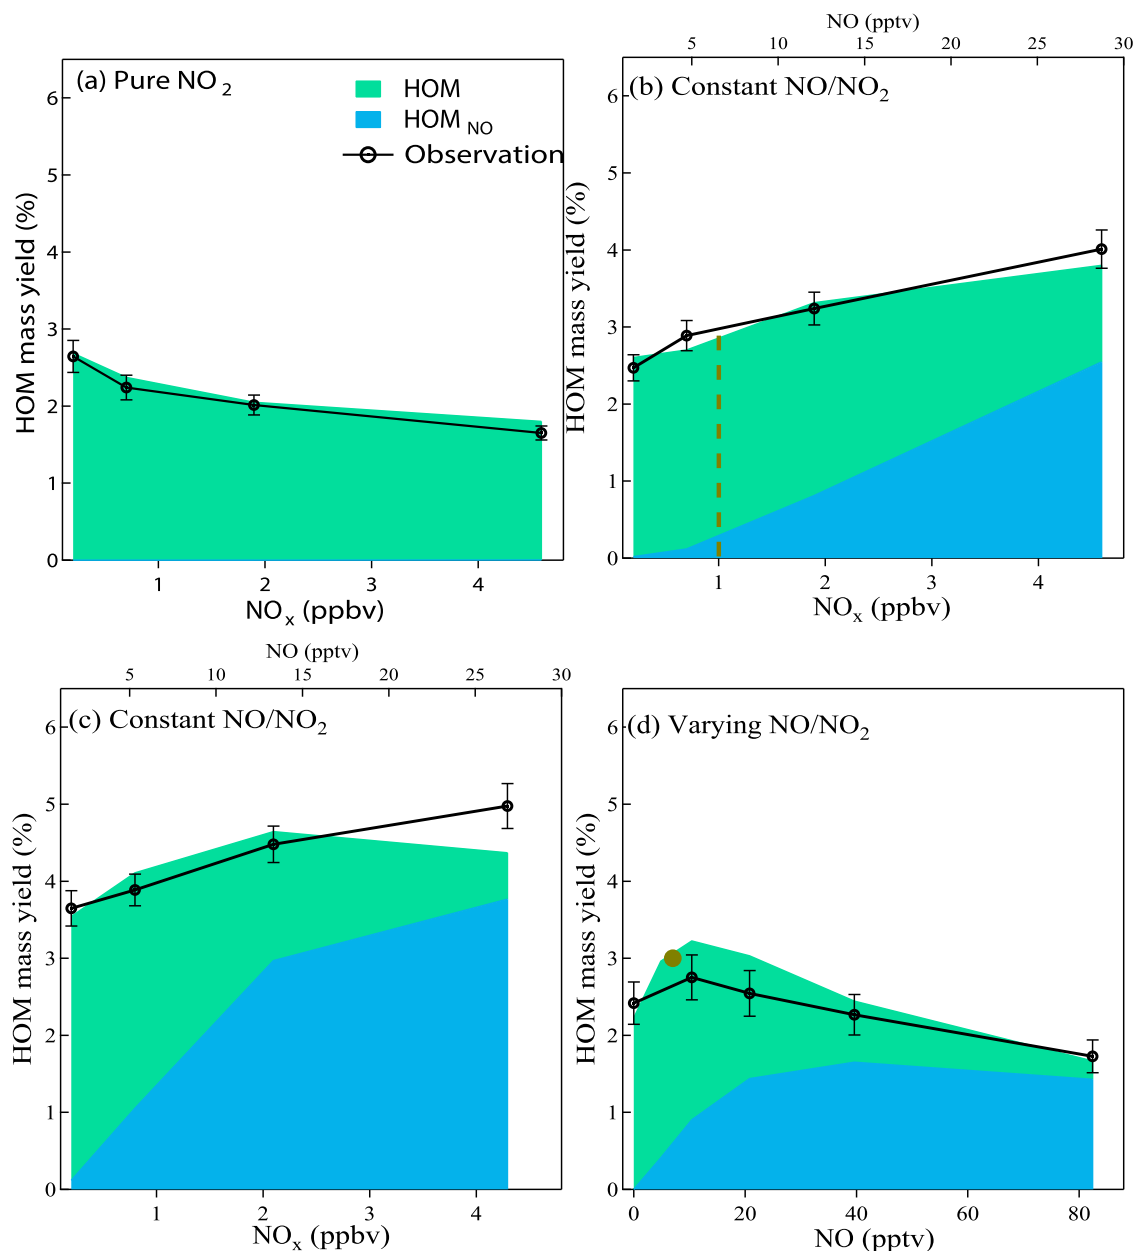 (a) Pure NO2
HOM
HOM NO
Observation
6
5
4
3
2
1
0
HOM mass yield (%)
1 2 3 4
NOx (ppbv)
NO (pptv)
5 10 15 20 25 30
(b) Constant NO/NO2
6
5
4
3
2
1
0
HOM mass yield (%)
1 2 3 4
NOx (ppbv)
NO (pptv)
5 10 15 20 25 30
(c) Constant NO/NO2
6
5
4
3
2
1
0
HOM mass yield (%)
1 2 3 4
NOx (ppbv)
(d) Varying NO/NO2
6
5
4
3
2
1
0
HOM mass yield (%)
0 20 40 60 80
NO (pptv)